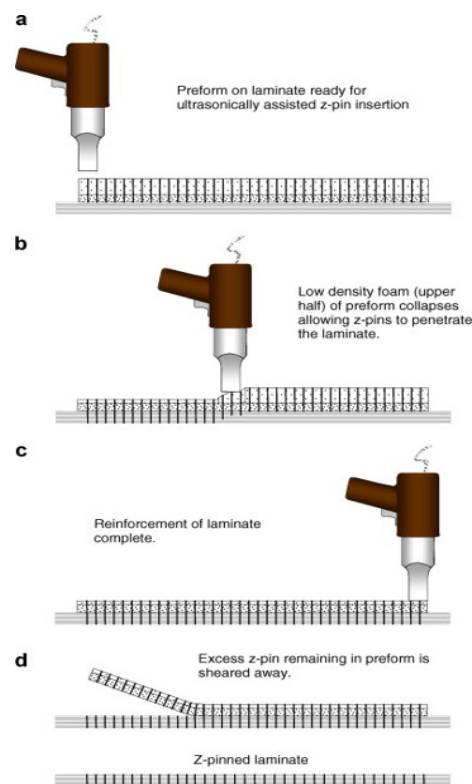 a
Preform on laminate ready for
ultrasonically assisted z-pin insertion
b
Low density foam (upper
half) of preform collapses
allowing z-pins to penetrate
the laminate.
c
Reinforcement of laminate
complete.
d
Excess z-pin remaining in preform is
sheared away.
Z-pinned laminate